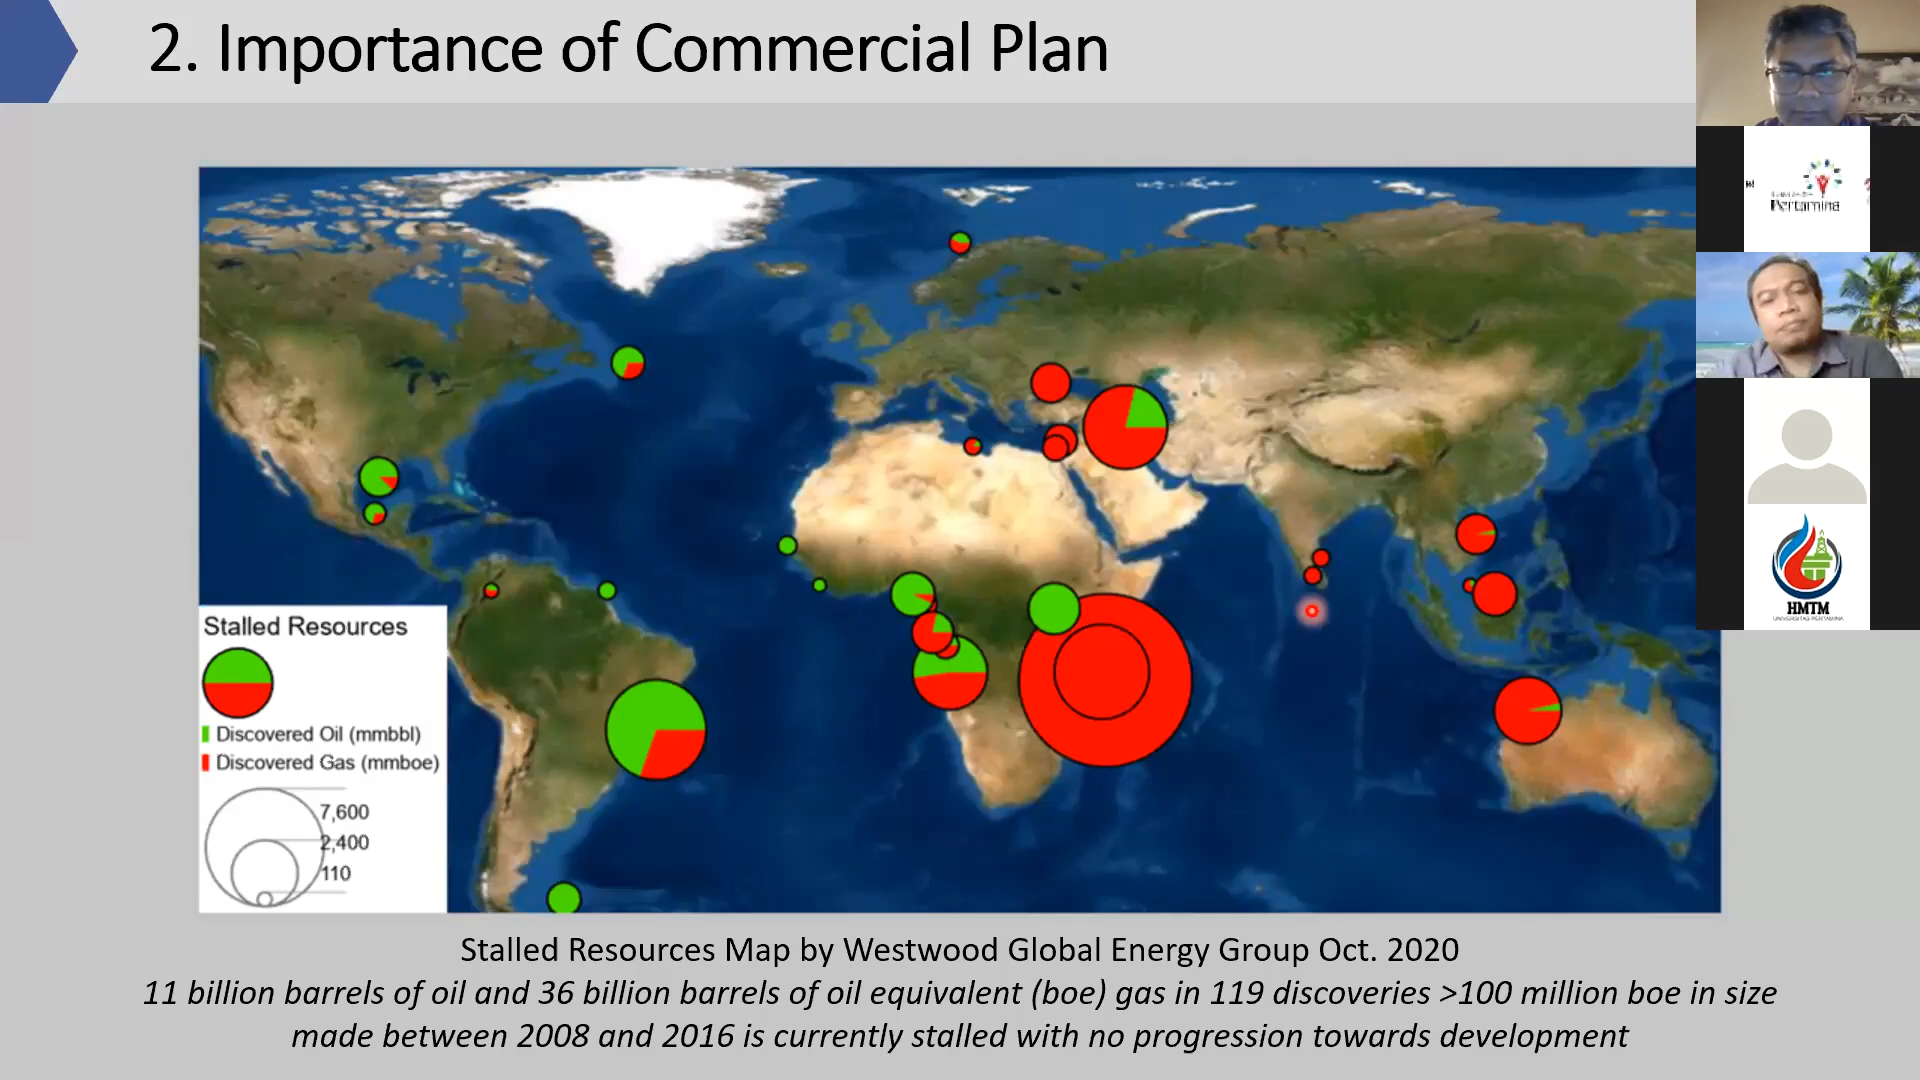 2. Importance of Commercial Plan
Stalled Resources
Discovered Oil (mmbbl)
Discovered Gas (mmboe)
7,600
2,400
110
Stalled Resources Map by Westwood Global Energy Group Oct. 2020
11 billion barrels of oil and 36 billion barrels of oil equivalent (boe) gas in 119 discoveries >100 million boe in size
made between 2008 and 2016 is currently stalled with no progression towards development
Pertamina
HMTM
UNIVERSITAS PERTAMINA